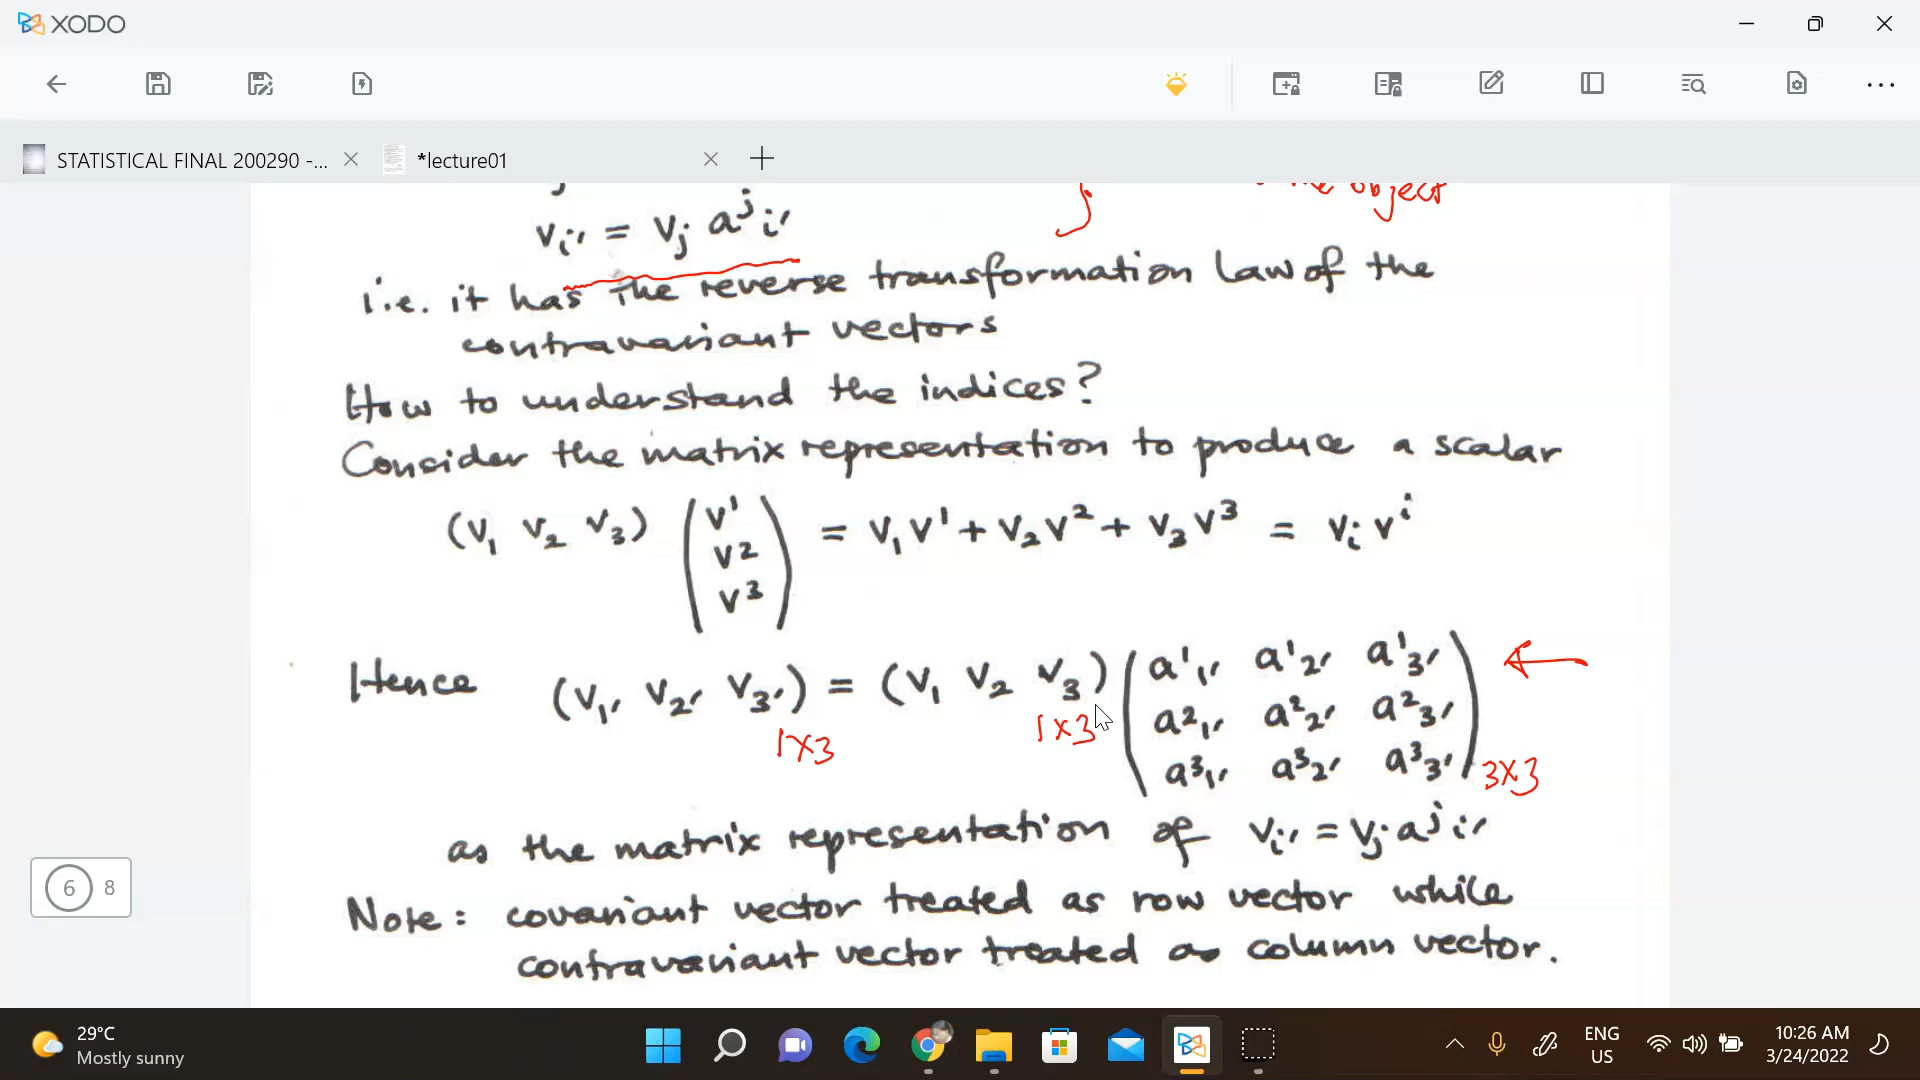 XODO
STATISTICAL FINAL 200290 -...
*lecture01
the object
vᵢ′ = vⱼ aʲᵢ′
i.e. it has the reverse transformation law of the
contravariant vectors
How to understand the indices?
Consider the matrix representation to produce a scalar
(v₁ v₂ v₃) (v¹ v² v³) = v₁v¹ + v₂v² + v₃v³ = vᵢvⁱ
Hence (v₁′ v₂′ v₃′) = (v₁ v₂ v₃) (a¹₁′ a¹₂′ a¹₃′
a²₁′ a²₂′ a²₃′
a³₁′ a³₂′ a³₃′)
1x3 1x3 3x3
as the matrix representation of vᵢ′ = vⱼaʲᵢ′
Note: covariant vector treated as row vector while
contravariant vector treated as column vector.
6 8
29°C
Mostly sunny
ENG
US
10:26 AM
3/24/2022